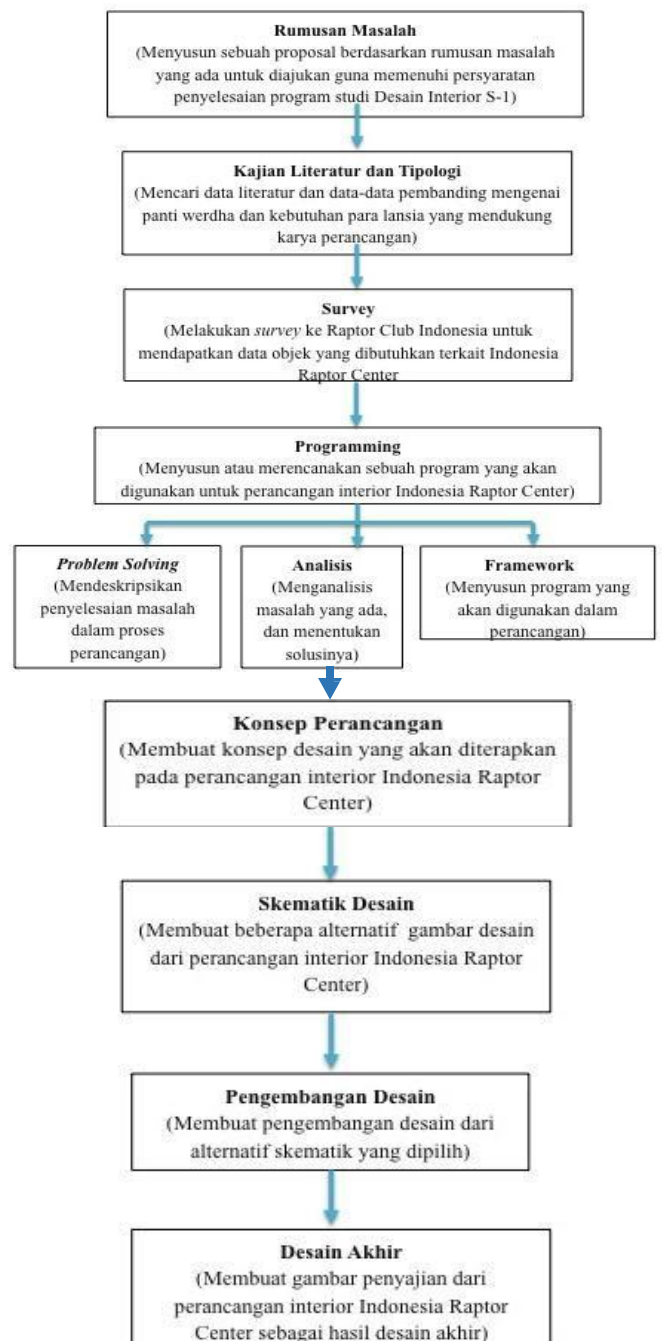 Rumusan Masalah
(Menyusun sebuah proposal berdasarkan rumusan masalah
yang ada untuk diajukan guna memenuhi persyaratan
penyelesaian program studi Desain Interior S-1)
Kajian Literatur dan Tipologi
(Mencari data literatur dan data-data pembanding mengenai
panti werdha dan kebutuhan para lansia yang mendukung
karya perancangan)
Survey
(Melakukan survey ke Raptor Club Indonesia untuk
mendapatkan data objek yang dibutuhkan terkait Indonesia
Raptor Center
Programming
(Menyusun atau merencanakan sebuah program yang akan
digunakan untuk perancangan interior Indonesia Raptor Center)
Problem Solving
(Mendeskripsikan
penyelesaian masalah
dalam proses
perancangan)
Analisis
(Menganalisis
masalah yang ada,
dan menentukan
solusinya)
Framework
(Menyusun program yang
akan digunakan dalam
perancangan)
Konsep Perancangan
(Membuat konsep desain yang akan diterapkan
pada perancangan interior Indonesia Raptor
Center)
Skematik Desain
(Membuat beberapa alternatif gambar desain
dari perancangan interior Indonesia Raptor
Center)
Pengembangan Desain
(Membuat pengembangan desain dari
alternatif skematik yang dipilih)
Desain Akhir
(Membuat gambar penyajian dari
perancangan interior Indonesia Raptor
Center sebagai hasil desain akhir)